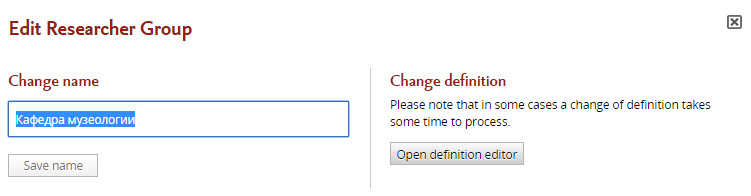 Edit Researcher Group
Change name
Кафедра музеологии
Save name
Change definition
Please note that in some cases a change of definition takes
some time to process.
Open definition editor